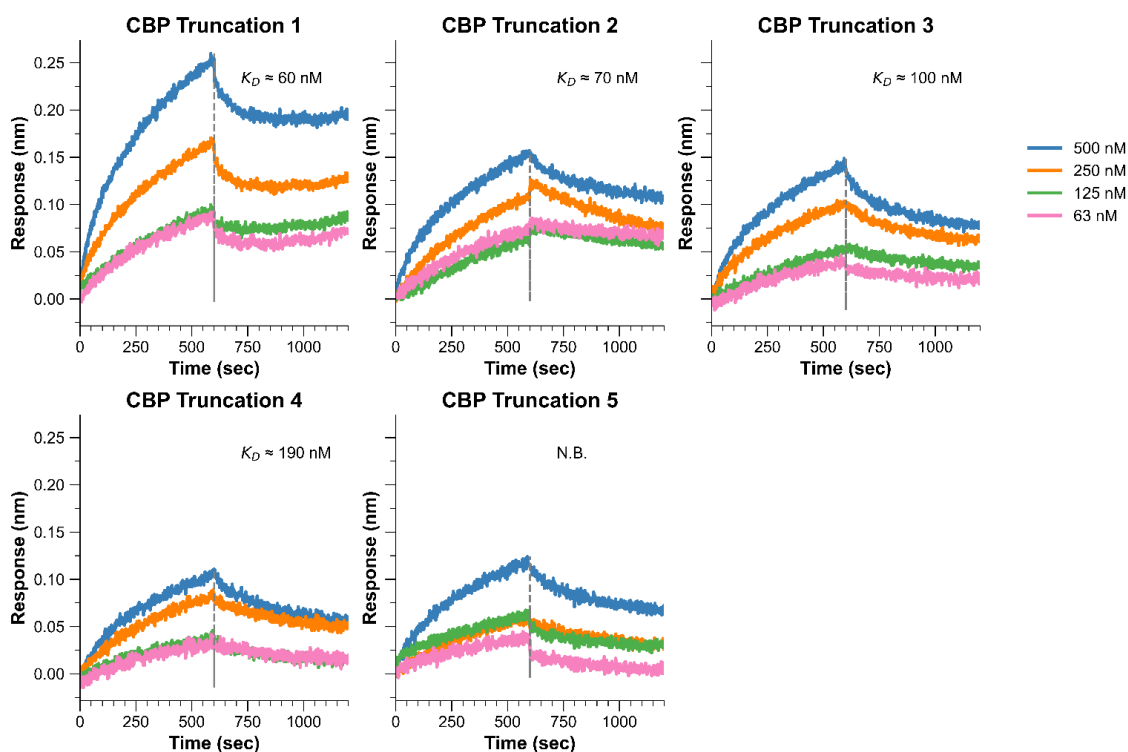 CBP Truncation 1
CBP Truncation 2
CBP Truncation 3
Response (nm)
0.25
0.20
0.15
0.10
0.05
0.00
K_D ≈ 60 nM
0 250 500 750 1000
Time (sec)
Response (nm)
K_D ≈ 70 nM
0 250 500 750 1000
Time (sec)
Response (nm)
K_D ≈ 100 nM
0 250 500 750 1000
Time (sec)
500 nM
250 nM
125 nM
63 nM
CBP Truncation 4
CBP Truncation 5
Response (nm)
0.25
0.20
0.15
0.10
0.05
0.00
K_D ≈ 190 nM
0 250 500 750 1000
Time (sec)
Response (nm)
N.B.
0 250 500 750 1000
Time (sec)